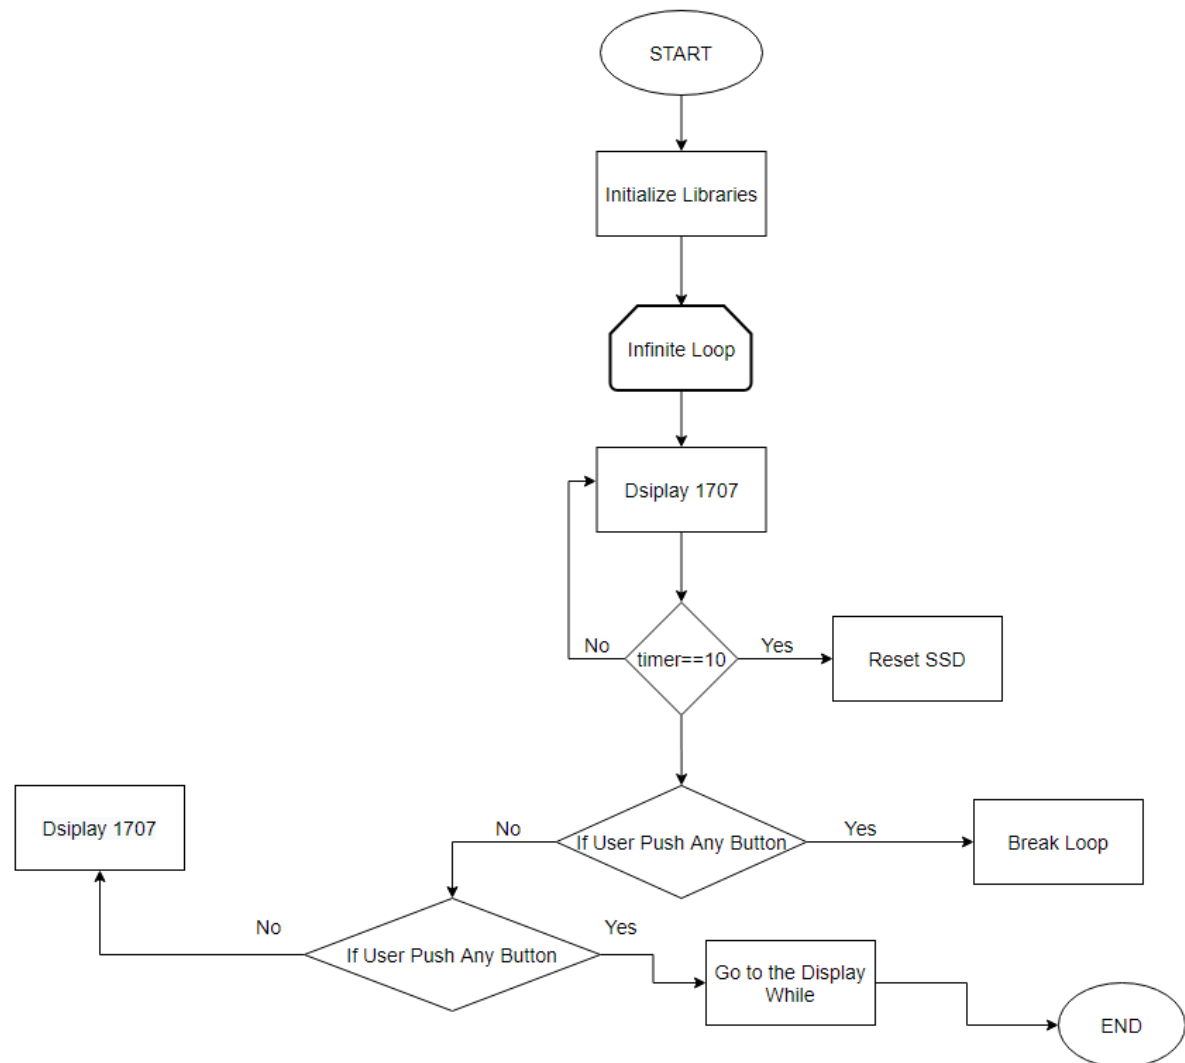 START
Initialize Libraries
Infinite Loop
Dsiplay 1707
No
timer==10
Yes
Reset SSD
Dsiplay 1707
No
If User Push Any Button
Yes
Break Loop
No
If User Push Any Button
Yes
Go to the Display
While
END